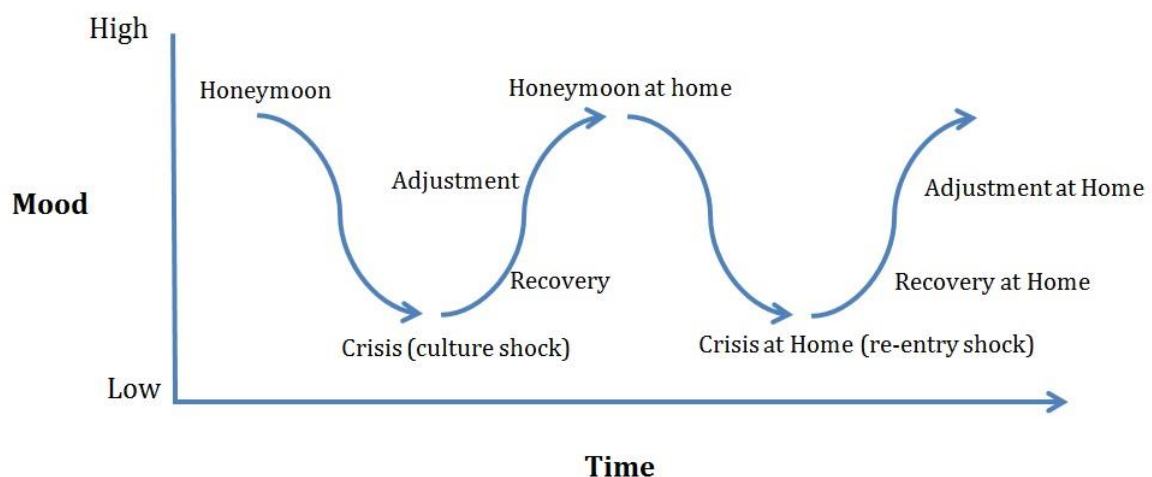 High
Honeymoon
Honeymoon at home
Adjustment
Adjustment at Home
Mood
Recovery
Recovery at Home
Crisis (culture shock)
Crisis at Home (re-entry shock)
Low
Time